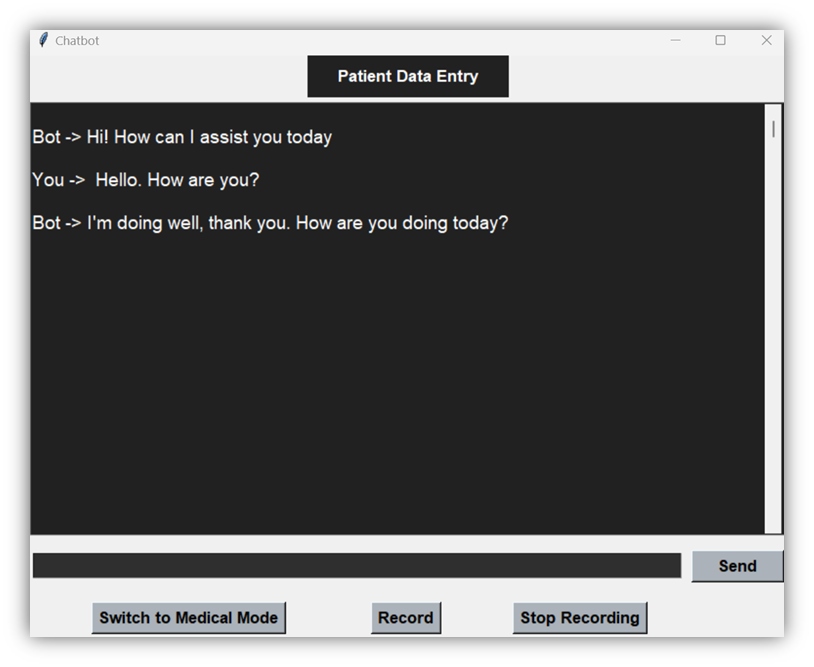 Chatbot
Patient Data Entry
Bot -> Hi! How can I assist you today
You ->  Hello. How are you?
Bot -> I'm doing well, thank you. How are you doing today?
Send
Switch to Medical Mode
Record
Stop Recording